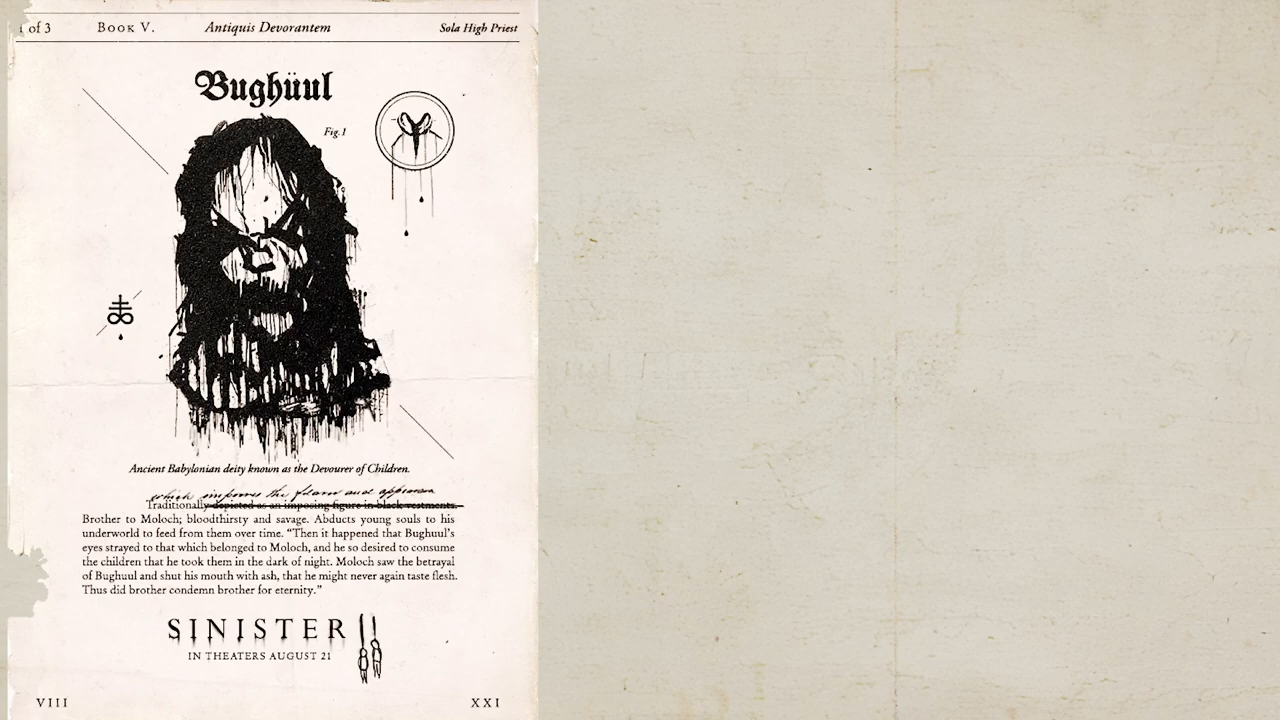 1 of 3 BOOK V. Antiquis Devorantem Sola High Priest
Bughüul
Fig. 1
Ancient Babylonian deity known as the Devourer of Children.
which the and
Traditionally depicted as an imposing figure in black vestments.
Brother to Moloch; bloodthirsty and savage. Abducts young souls to his
underworld to feed from them over time. “Then it happened that Bughuul’s
eyes strayed to that which belonged to Moloch, and he so desired to consume
the children that he took them in the dark of night. Moloch saw the betrayal
of Bughuul and shut his mouth with ash, that he might never again taste flesh.
Thus did brother condemn brother for eternity.”
SINISTER
IN THEATERS AUGUST 21
VIII XXI